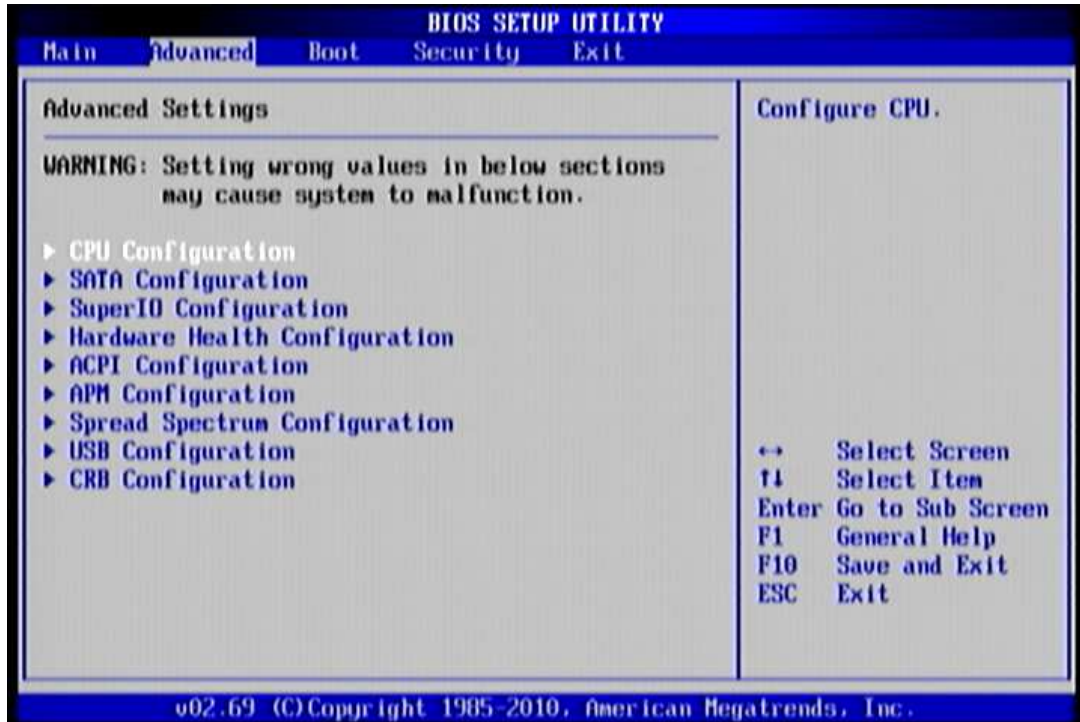 BIOS SETUP UTILITY
Main Advanced Boot Security Exit
Advanced Settings
WARNING: Setting wrong values in below sections
may cause system to malfunction.
▶ CPU Configuration
▶ SATA Configuration
▶ SuperIO Configuration
▶ Hardware Health Configuration
▶ ACPI Configuration
▶ APM Configuration
▶ Spread Spectrum Configuration
▶ USB Configuration
▶ CRB Configuration
Configure CPU.
↔ Select Screen
↑↓ Select Item
Enter Go to Sub Screen
F1 General Help
F10 Save and Exit
ESC Exit
v02.69 (C)Copyright 1985-2010, American Megatrends, Inc.